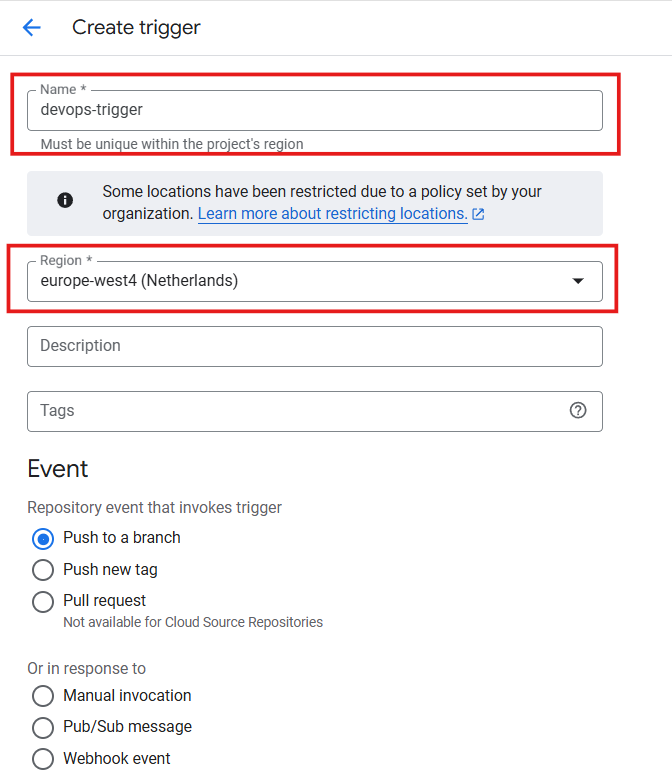 Create trigger
Name *
devops-trigger
Must be unique within the project's region
Some locations have been restricted due to a policy set by your
organization. Learn more about restricting locations.
Region *
europe-west4 (Netherlands)
Description
Tags
Event
Repository event that invokes trigger
Push to a branch
Push new tag
Pull request
Not available for Cloud Source Repositories
Or in response to
Manual invocation
Pub/Sub message
Webhook event